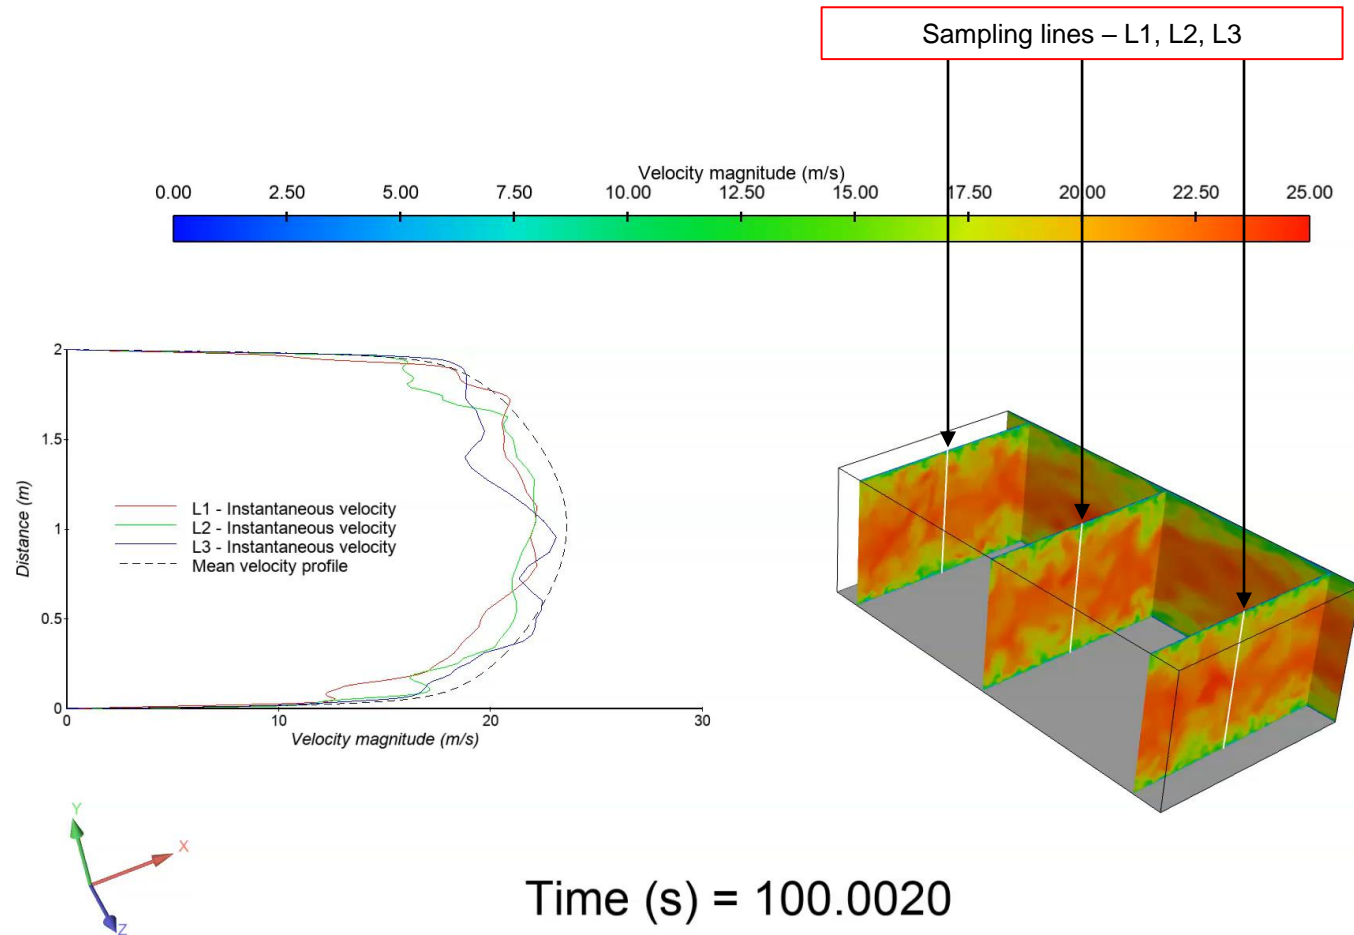 Sampling lines – L1, L2, L3
Velocity magnitude (m/s)
0.00 2.50 5.00 7.50 10.00 12.50 15.00 17.50 20.00 22.50 25.00
2
1.5
1
0.5
0
Distance (m)
L1 - Instantaneous velocity
L2 - Instantaneous velocity
L3 - Instantaneous velocity
Mean velocity profile
0 10 20 30
Velocity magnitude (m/s)
Y
X
Z
Time (s) = 100.0020